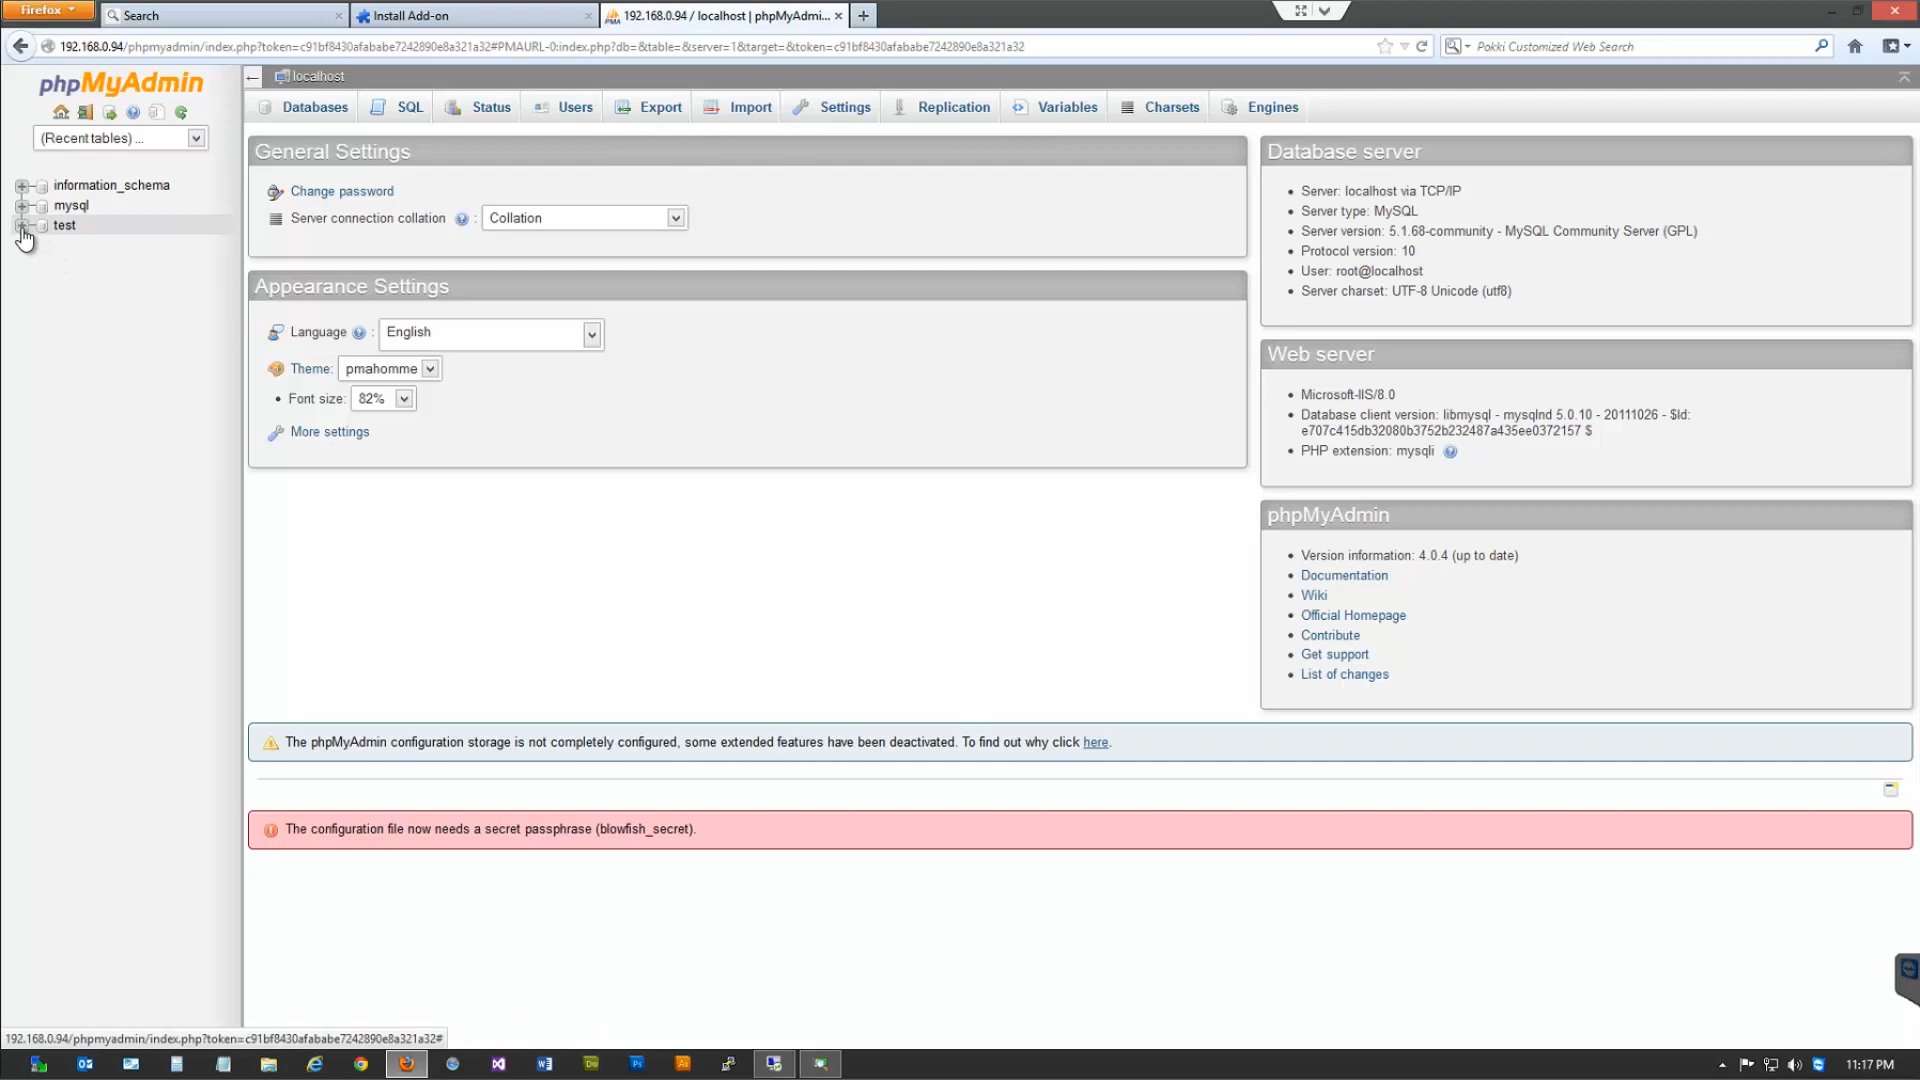 Firefox
Search
Install Add-on
192.168.0.94 / localhost | phpMyAdmi...
192.168.0.94/phpmyadmin/index.php?token=c91bf8430afababe7242890e8a321a32#PMAURL-0:index.php?db=&table=&server=1&target=&token=c91bf8430afababe7242890e8a321a32
Pokki Customized Web Search
phpMyAdmin
(Recent tables) ...
information_schema
mysql
test
localhost
Databases
SQL
Status
Users
Export
Import
Settings
Replication
Variables
Charsets
Engines
General Settings
Change password
Server connection collation : Collation
Appearance Settings
Language : English
Theme: pmahomme
Font size: 82%
More settings
Database server
Server: localhost via TCP/IP
Server type: MySQL
Server version: 5.1.68-community - MySQL Community Server (GPL)
Protocol version: 10
User: root@localhost
Server charset: UTF-8 Unicode (utf8)
Web server
Microsoft-IIS/8.0
Database client version: libmysql - mysqlnd 5.0.10 - 20111026 - $Id:
e707c415db32080b3752b232487a435ee0372157 $
PHP extension: mysqli
phpMyAdmin
Version information: 4.0.4 (up to date)
Documentation
Wiki
Official Homepage
Contribute
Get support
List of changes
The phpMyAdmin configuration storage is not completely configured, some extended features have been deactivated. To find out why click here.
The configuration file now needs a secret passphrase (blowfish_secret).
192.168.0.94/phpmyadmin/index.php?token=c91bf8430afababe7242890e8a321a32#
11:17 PM